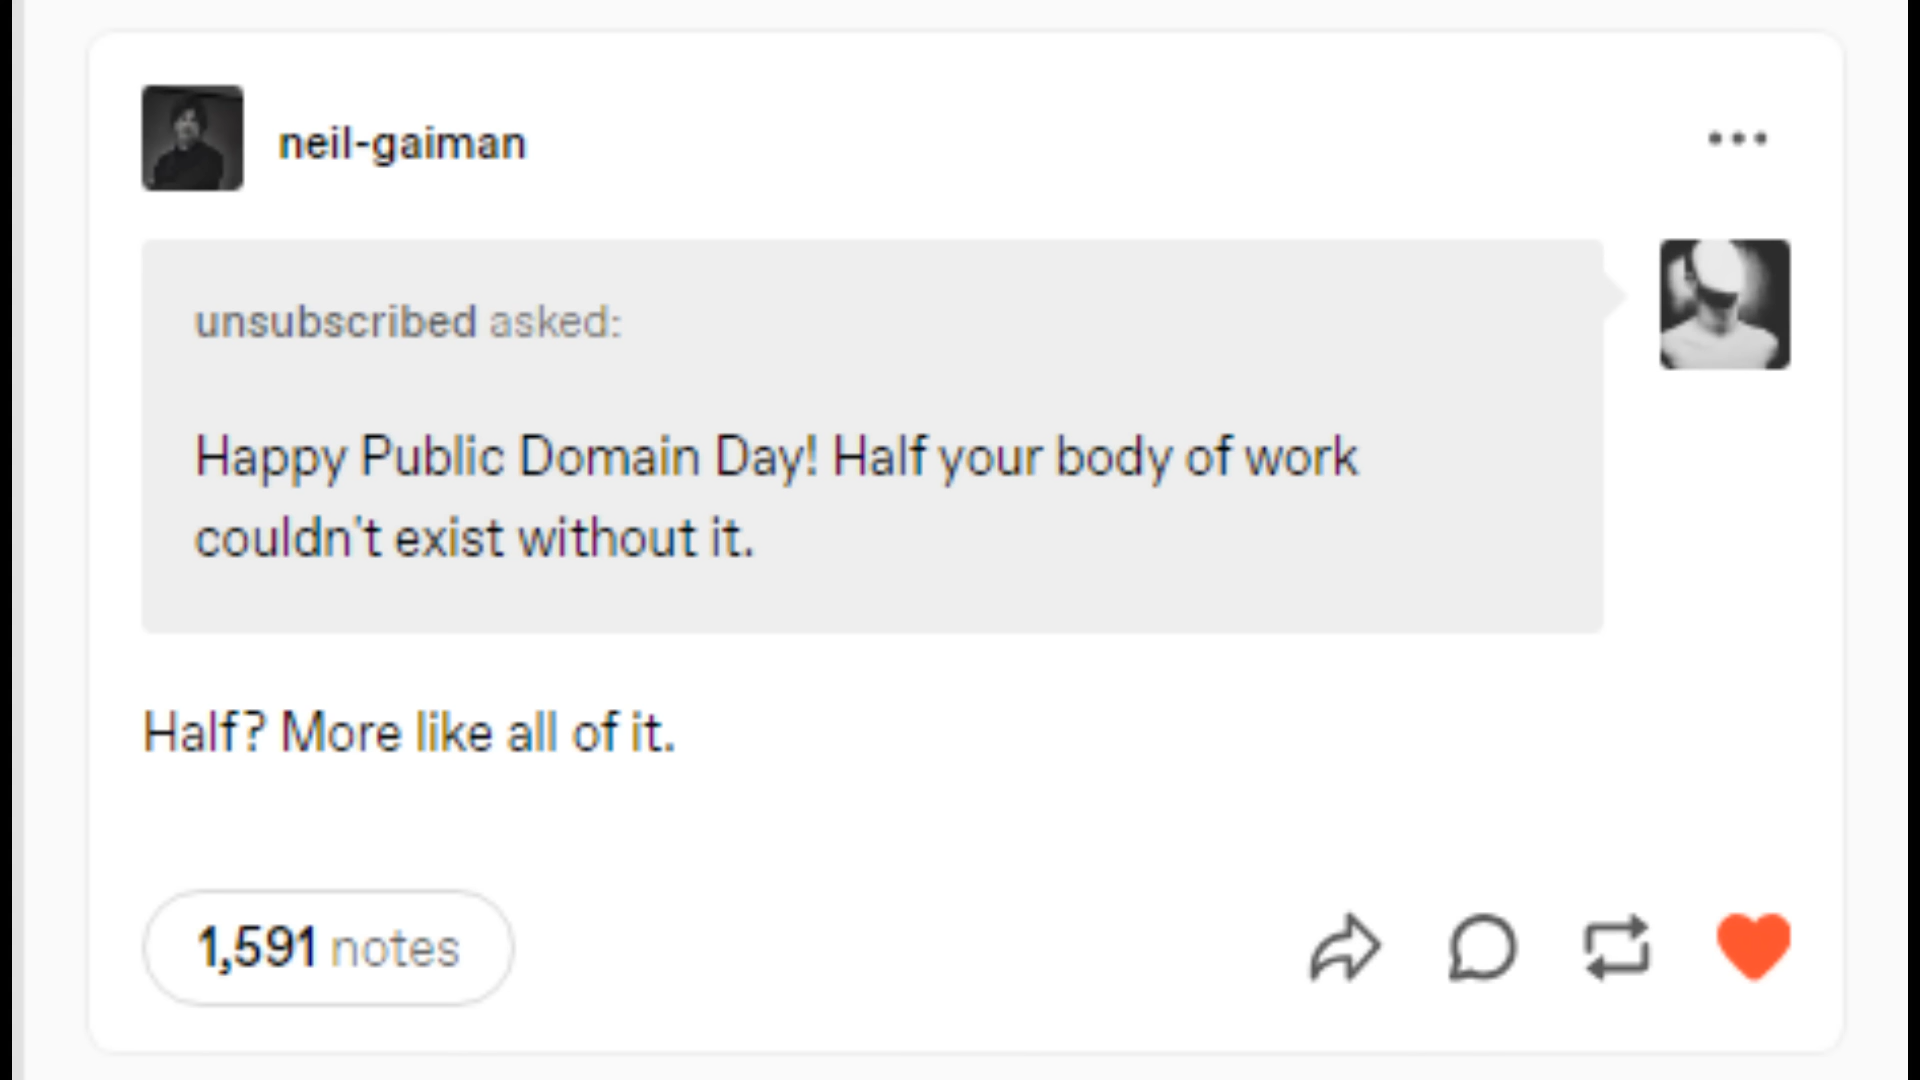 neil-gaiman
unsubscribed asked:
Happy Public Domain Day! Half your body of work
couldn't exist without it.
Half? More like all of it.
1,591 notes